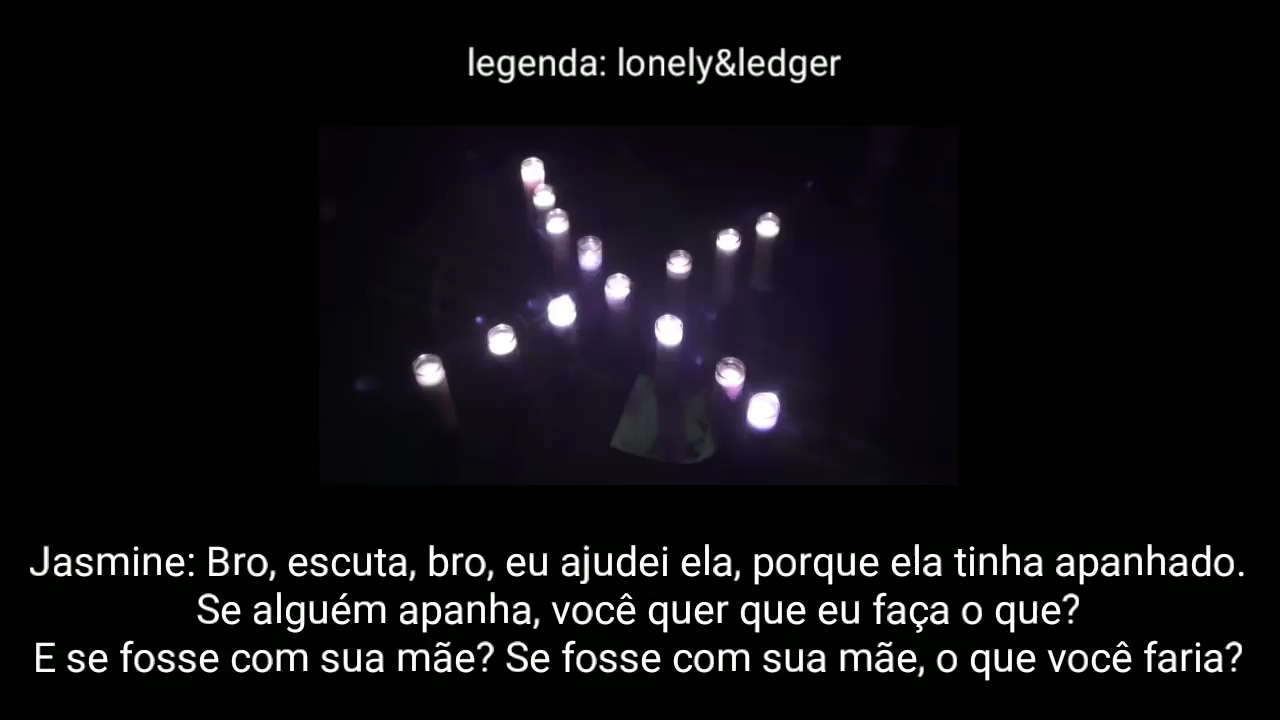 legenda: lonely&ledger
Jasmine: Bro, escuta, bro, eu ajudei ela, porque ela tinha apanhado.
Se alguém apanha, você quer que eu faça o que?
E se fosse com sua mãe? Se fosse com sua mãe, o que você faria?